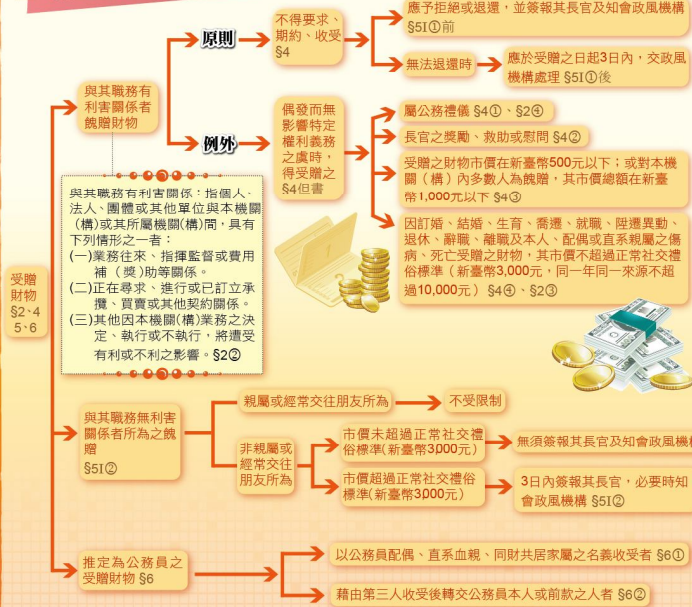 受贈
財物
§2、4
5、6
與其職務有
利害關係者
餽贈財物
原則
不得要求、
期約、收受
§4
應予拒絕或退還，並簽報其長官及知會政風機構
§5I①前
無法退還時
應於受贈之日起3日內，交政風
機構處理 §5I①後
例外
偶發而無
影響特定
權利義務
之虞時，
得受贈之
§4但書
屬公務禮儀 §4①、§2④
長官之獎勵、救助或慰問 §4②
受贈之財物市價在新臺幣500元以下；或對本機
關（構）內多數人為餽贈，其市價總額在新臺
幣1,000元以下 §4③
因訂婚、結婚、生育、喬遷、就職、陞遷異動、
退休、辭職、離職及本人、配偶或直系親屬之傷
病、死亡受贈之財物，其市價不超過正常社交禮
俗標準（新臺幣3,000元，同一年同一來源不超
過10,000元）§4④、§2③
與其職務有利害關係：指個人、
法人、團體或其他單位與本機關
(構)或其所屬機關(構)間，具有
下列情形之一者：
(一)業務往來、指揮監督或費用
補（獎）助等關係。
(二)正在尋求、進行或已訂立承
攬、買賣或其他契約關係。
(三)其他因本機關(構)業務之決
定、執行或不執行，將遭受
有利或不利之影響。§2②
與其職務無利害
關係者所為之餽
贈
§5I②
親屬或經常交往朋友所為
不受限制
非親屬或
經常交往
朋友所為
市價未超過正常社交禮
俗標準(新臺幣3,000元)
無須簽報其長官及知會政風機構
市價超過正常社交禮俗
標準(新臺幣3,000元)
3日內簽報其長官，必要時知
會政風機構 §5I②
推定為公務員之
受贈財物 §6
以公務員配偶、直系血親、同財共居家屬之名義收受者 §6①
藉由第三人收受後轉交公務員本人或前款之人者 §6②